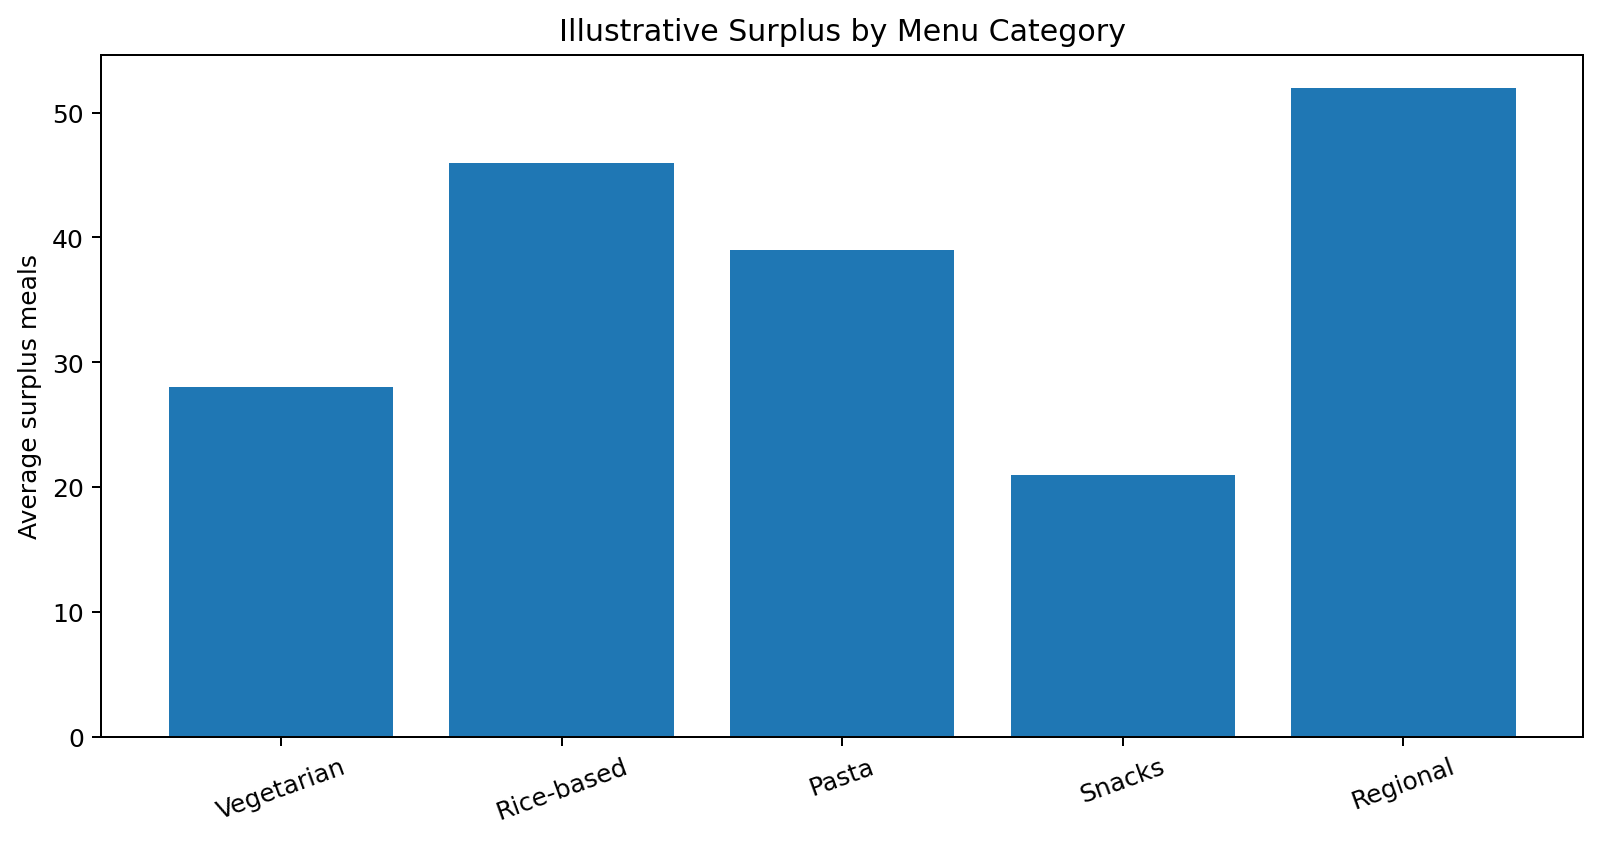 Illustrative Surplus by Menu Category
Average surplus meals
50
40
30
20
10
0
Vegetarian
Rice-based
Pasta
Snacks
Regional